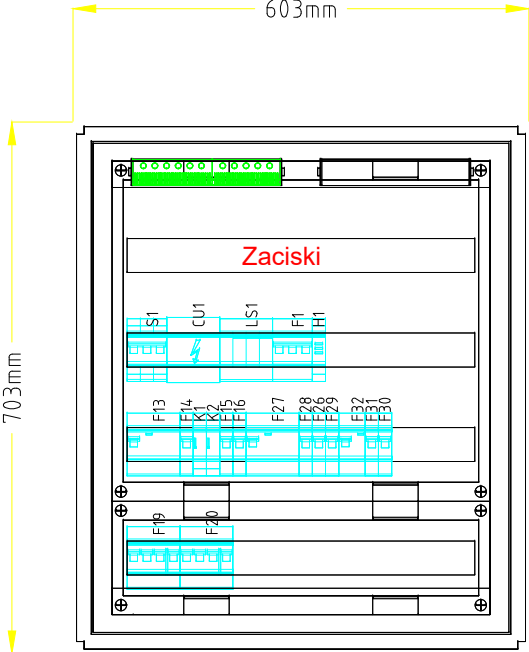 603mm
703mm
Zaciski
S1 CU1 LS1 F1 H1
F13 F14 K1 K2 F15 F16 F27 F28 F26 F29 F32 F31 F30
F19 F20